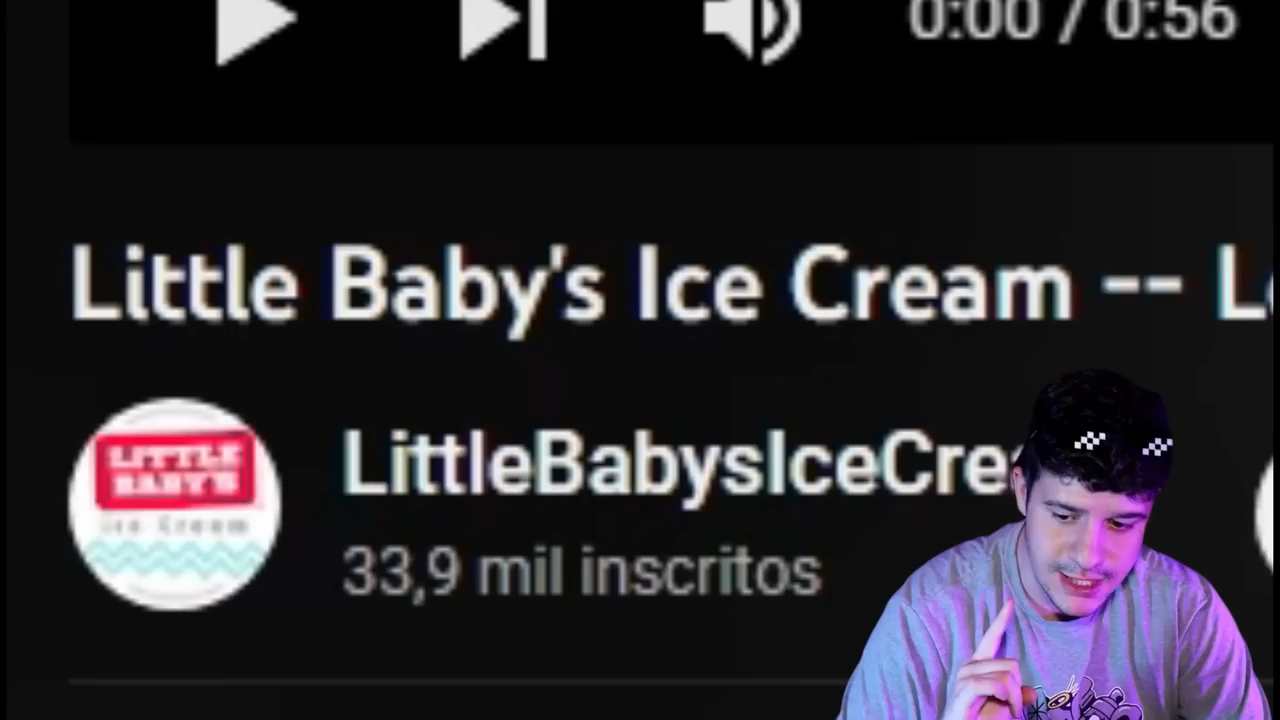 0:00 / 0:56
Little Baby's Ice Cream -- L
LittleBabysIceCre
LITTLE
BABY'S
Ice Cream
33,9 mil inscritos